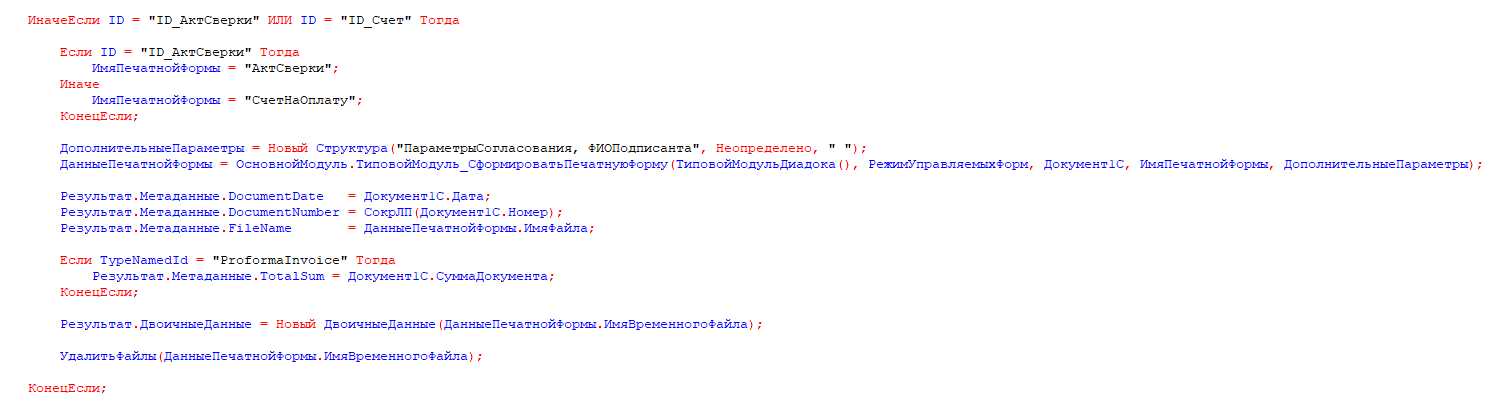 ИначеЕсли ID = "ID_АктСверки" ИЛИ ID = "ID_Счет" Тогда
Если ID = "ID_АктСверки" Тогда
ИмяПечатнойФормы = "АктСверки";
Иначе
ИмяПечатнойФормы = "СчетНаОплату";
КонецЕсли;
ДополнительныеПараметры = Новый Структура("ПараметрыСогласования, ФИОПодписанта", Неопределено, " ");
ДанныеПечатнойФормы = ОсновнойМодуль.ТиповойМодуль_СформироватьПечатнуюФорму(ТиповойМодульДиадока(), РежимУправляемыхФорм, Документ1С, ИмяПечатнойФормы, ДополнительныеПараметры);
Результат.Метаданные.DocumentDate   = Документ1С.Дата;
Результат.Метаданные.DocumentNumber = СокрЛП(Документ1С.Номер);
Результат.Метаданные.FileName       = ДанныеПечатнойФормы.ИмяФайла;
Если TypeNamedId = "ProformaInvoice" Тогда
Результат.Метаданные.TotalSum = Документ1С.СуммаДокумента;
КонецЕсли;
Результат.ДвоичныеДанные = Новый ДвоичныеДанные(ДанныеПечатнойФормы.ИмяВременногоФайла);
УдалитьФайлы(ДанныеПечатнойФормы.ИмяВременногоФайла);
КонецЕсли;